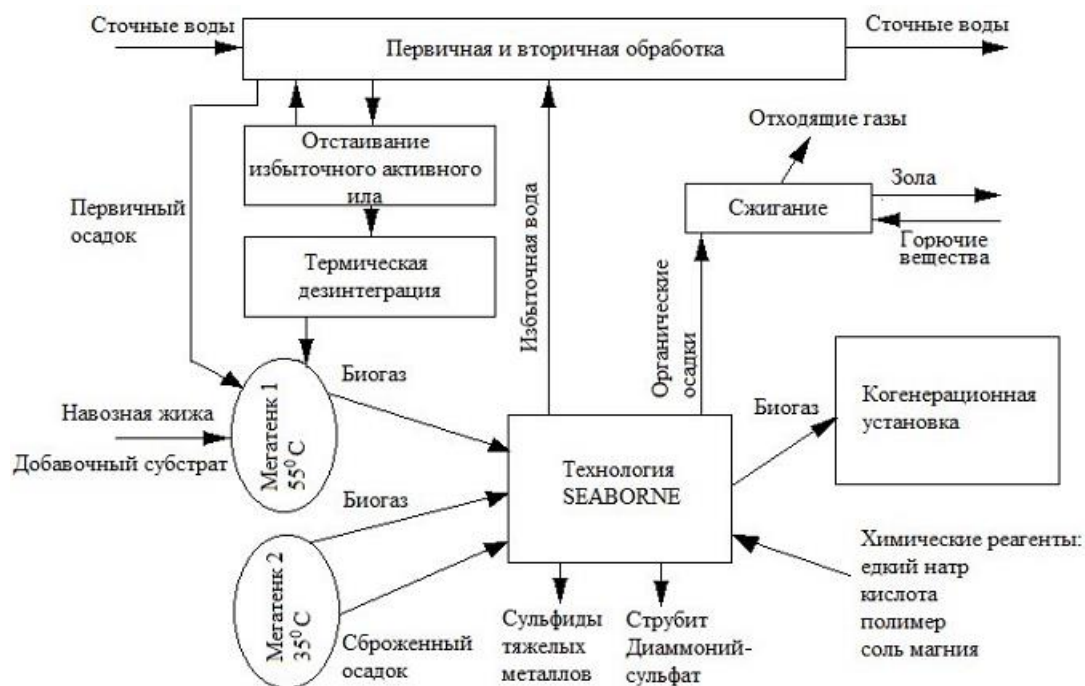 Сточные воды
Первичная и вторичная обработка
Сточные воды
Отстаивание
избыточного активного
ила
Первичный
осадок
Термическая
дезинтеграция
Избыточная вода
Отходящие газы
Сжигание
Зола
Горючие
вещества
Органические
осадки
Навозная жижа
Добавочный субстрат
Мегатенк 1
55⁰ C
Биогаз
Биогаз
Мегатенк 2
35⁰ C
Сброженный
осадок
Технология
SEABORNE
Биогаз
Когенерационная
установка
Химические реагенты:
едкий натр
кислота
полимер
соль магния
Сульфиды
тяжелых
металлов
Струбит
Диаммоний-
сульфат